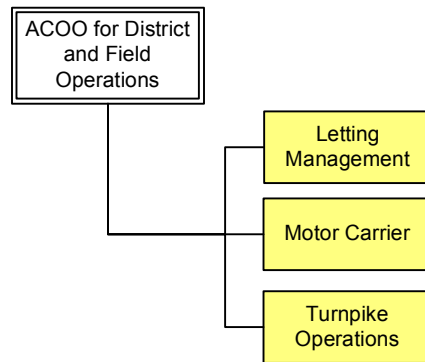 ACOO for District
and Field
Operations
Letting
Management
Motor Carrier
Turnpike
Operations